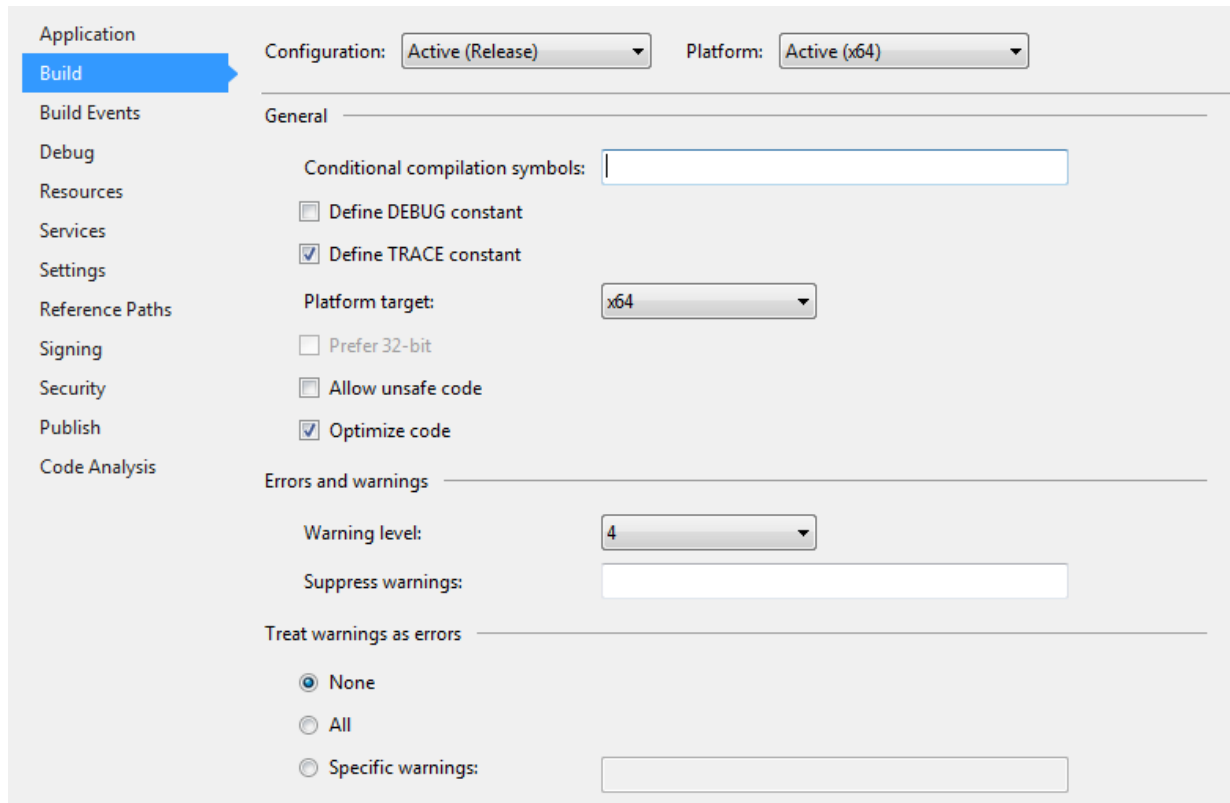 Application
Build
Build Events
Debug
Resources
Services
Settings
Reference Paths
Signing
Security
Publish
Code Analysis
Configuration: Active (Release) Platform: Active (x64)
General
Conditional compilation symbols:
Define DEBUG constant
Define TRACE constant
Platform target: x64
Prefer 32-bit
Allow unsafe code
Optimize code
Errors and warnings
Warning level: 4
Suppress warnings:
Treat warnings as errors
None
All
Specific warnings: